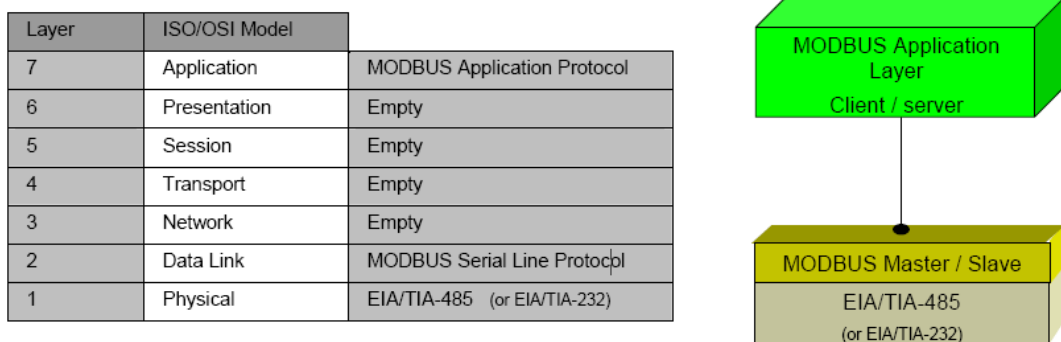 Layer ISO/OSI Model
7 Application MODBUS Application Protocol
6 Presentation Empty
5 Session Empty
4 Transport Empty
3 Network Empty
2 Data Link MODBUS Serial Line Protocol
1 Physical EIA/TIA-485 (or EIA/TIA-232)
MODBUS Application
Layer
Client / server
MODBUS Master / Slave
EIA/TIA-485
(or EIA/TIA-232)